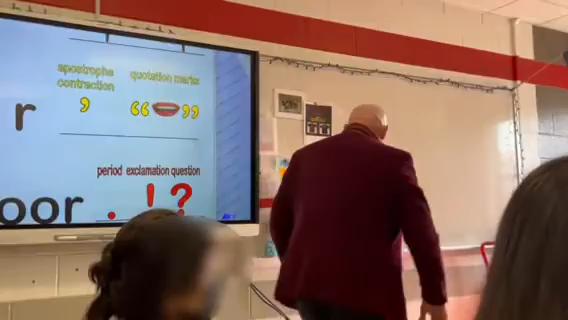 apostrophe quotation marks
contraction
r , “ ”
period exclamation question
oor . ! ?